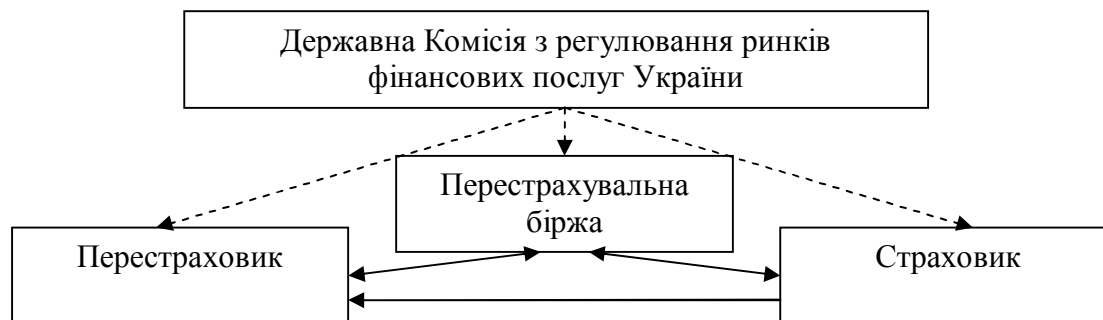 Державна Комісія з регулювання ринків
фінансових послуг України
Перестрахувальна
біржа
Перестраховик
Страховик